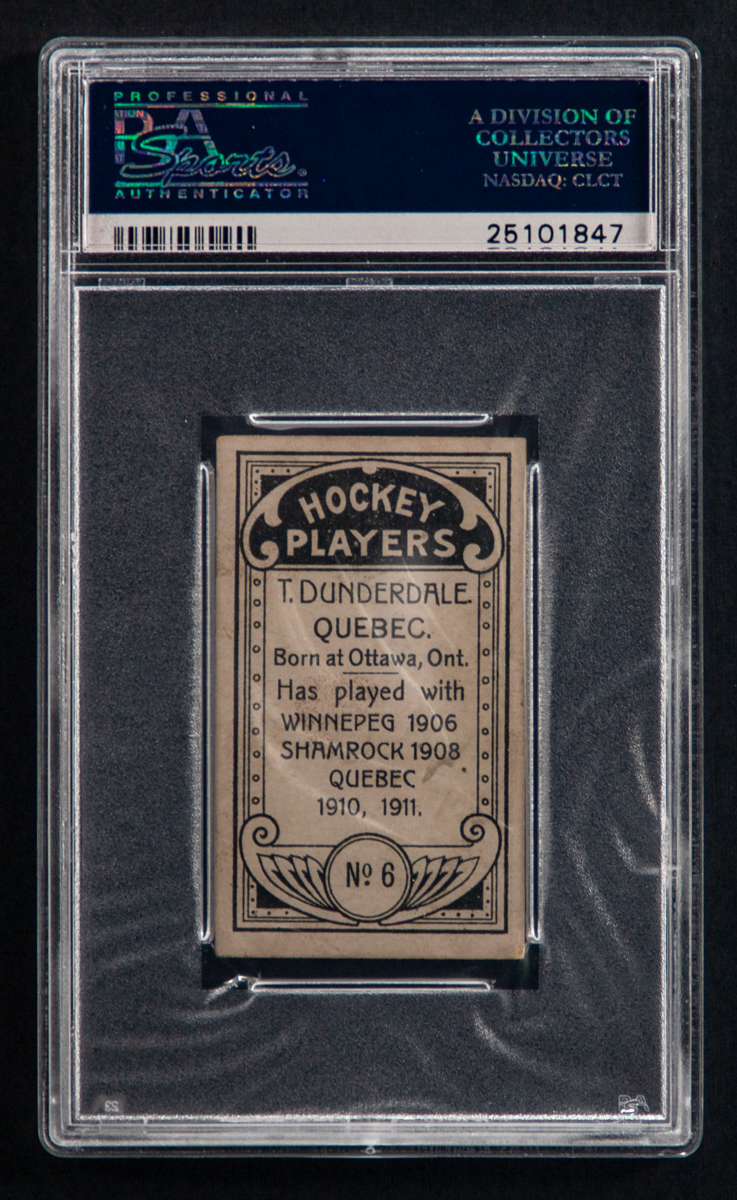 PROFESSIONAL
PSA
Sports®
AUTHENTICATOR
A DIVISION OF
COLLECTORS
UNIVERSE
NASDAQ: CLCT
25101847
HOCKEY
PLAYERS
T. DUNDERDALE.
QUEBEC.
Born at Ottawa, Ont.
Has played with
WINNEPEG 1906
SHAMROCK 1908
QUEBEC
1910, 1911.
No. 6
PSA